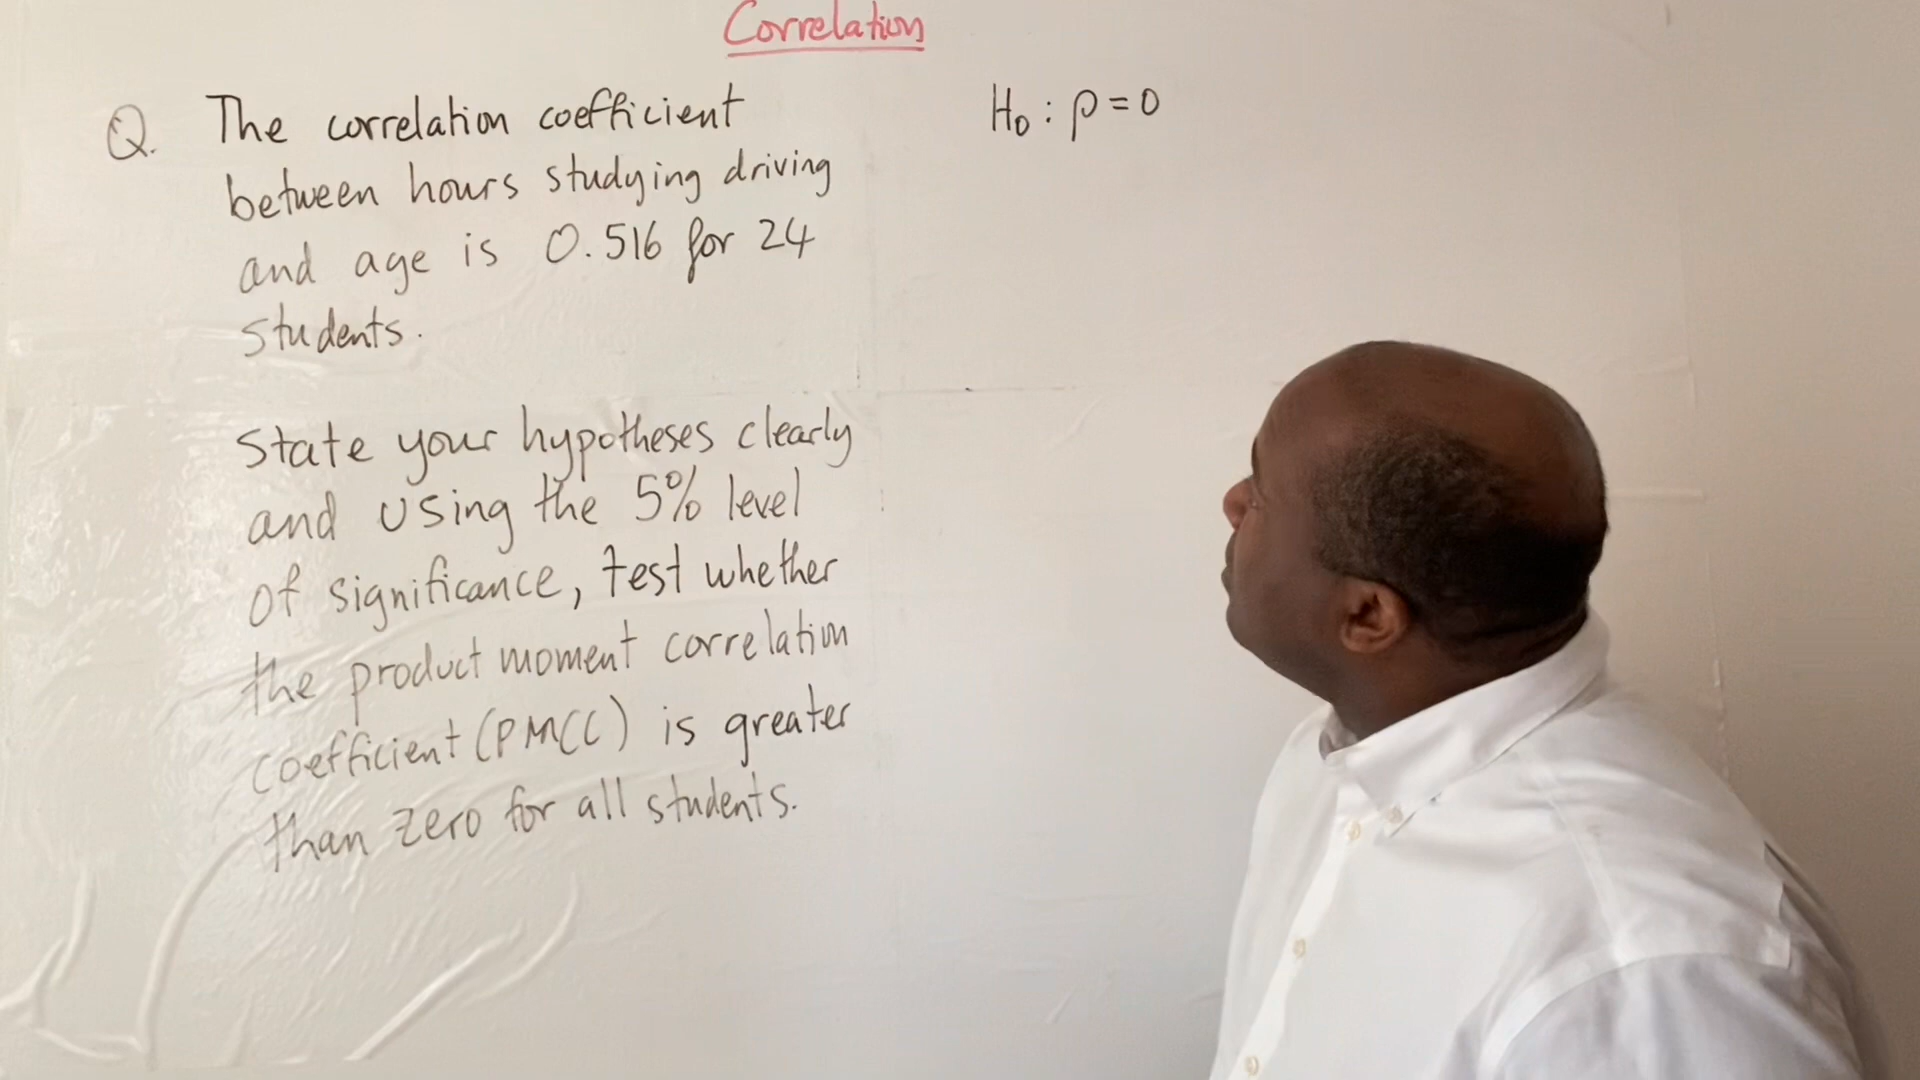 Correlation
Q. The correlation coefficient
between hours studying driving
and age is 0.516 for 24
students.
State your hypotheses clearly
and using the 5% level
of significance, test whether
the product moment correlation
coefficient (PMCC) is greater
than zero for all students.
H₀ : ρ = 0